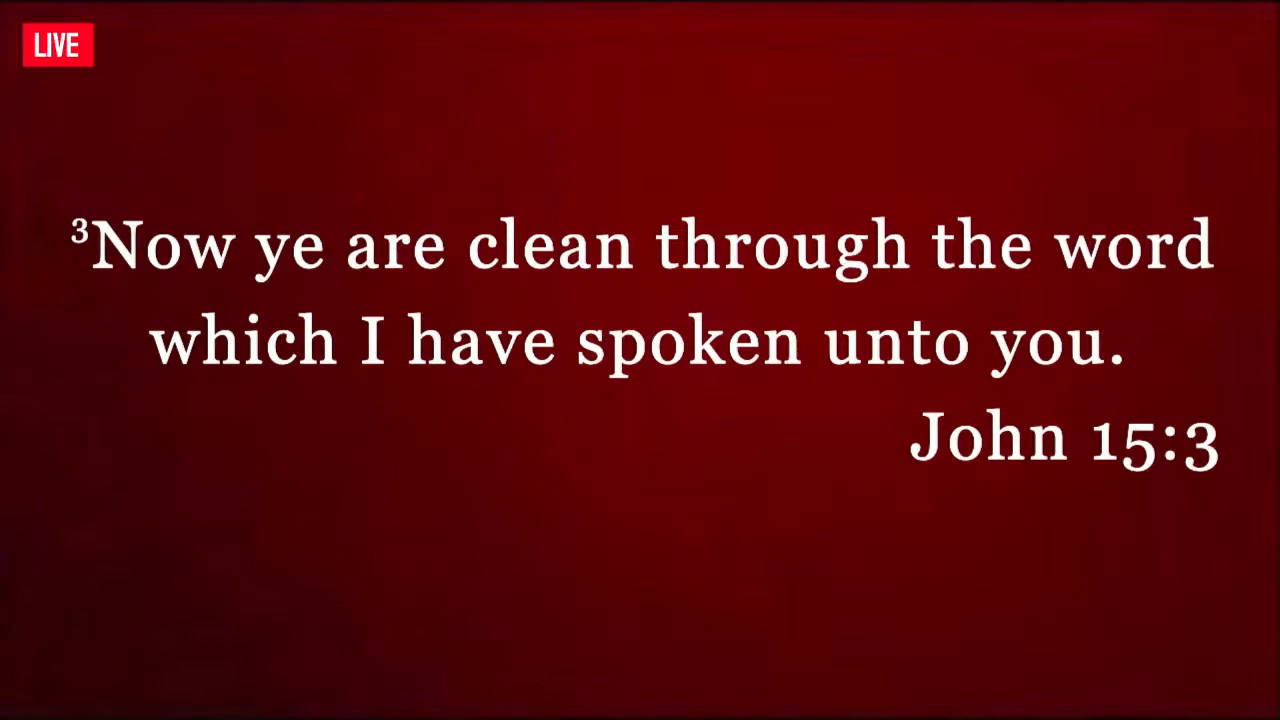 LIVE
³Now ye are clean through the word
which I have spoken unto you.
John 15:3